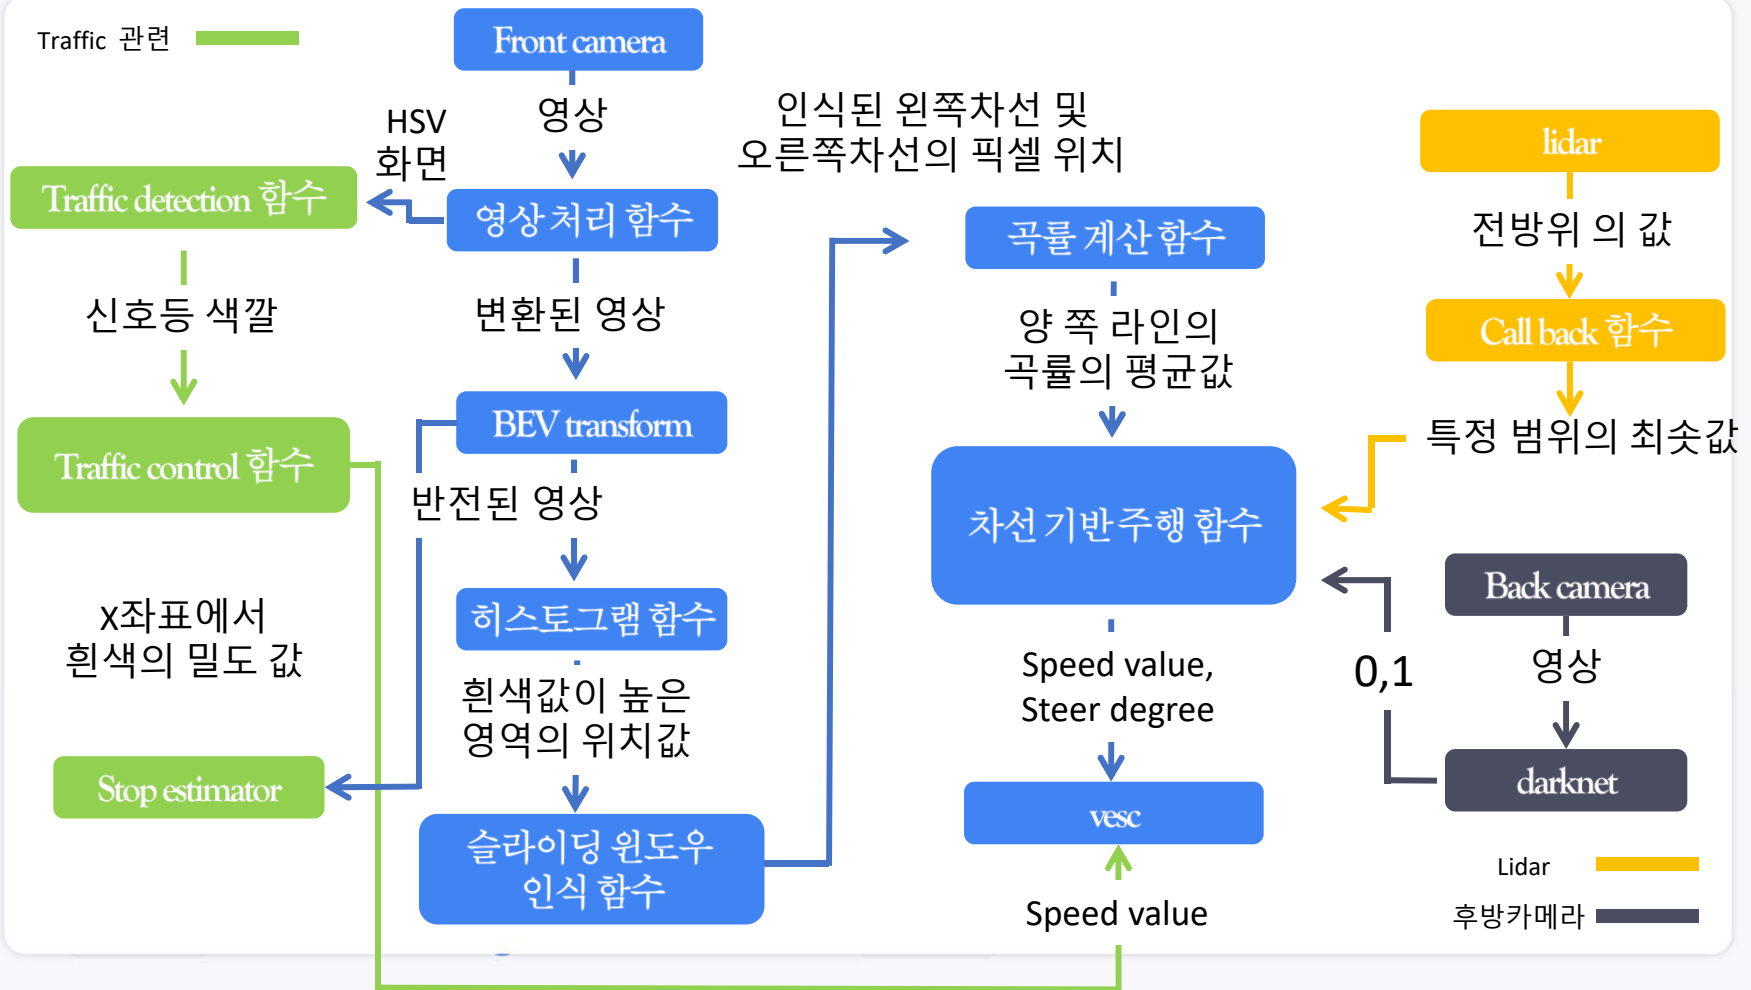 Traffic 관련
Front camera
영상
HSV
화면
Traffic detection 함수
영상 처리 함수
신호등 색깔
변환된 영상
Traffic control 함수
BEV transform
반전된 영상
X좌표에서
흰색의 밀도 값
히스토그램 함수
흰색값이 높은
영역의 위치값
Stop estimator
슬라이딩 윈도우
인식 함수
인식된 왼쪽차선 및
오른쪽차선의 픽셀 위치
곡률 계산 함수
양 쪽 라인의
곡률의 평균값
차선 기반 주행 함수
Speed value,
Steer degree
vesc
Speed value
lidar
전방위 의 값
Call back 함수
특정 범위의 최솟값
Back camera
영상
0,1
darknet
Lidar
후방카메라